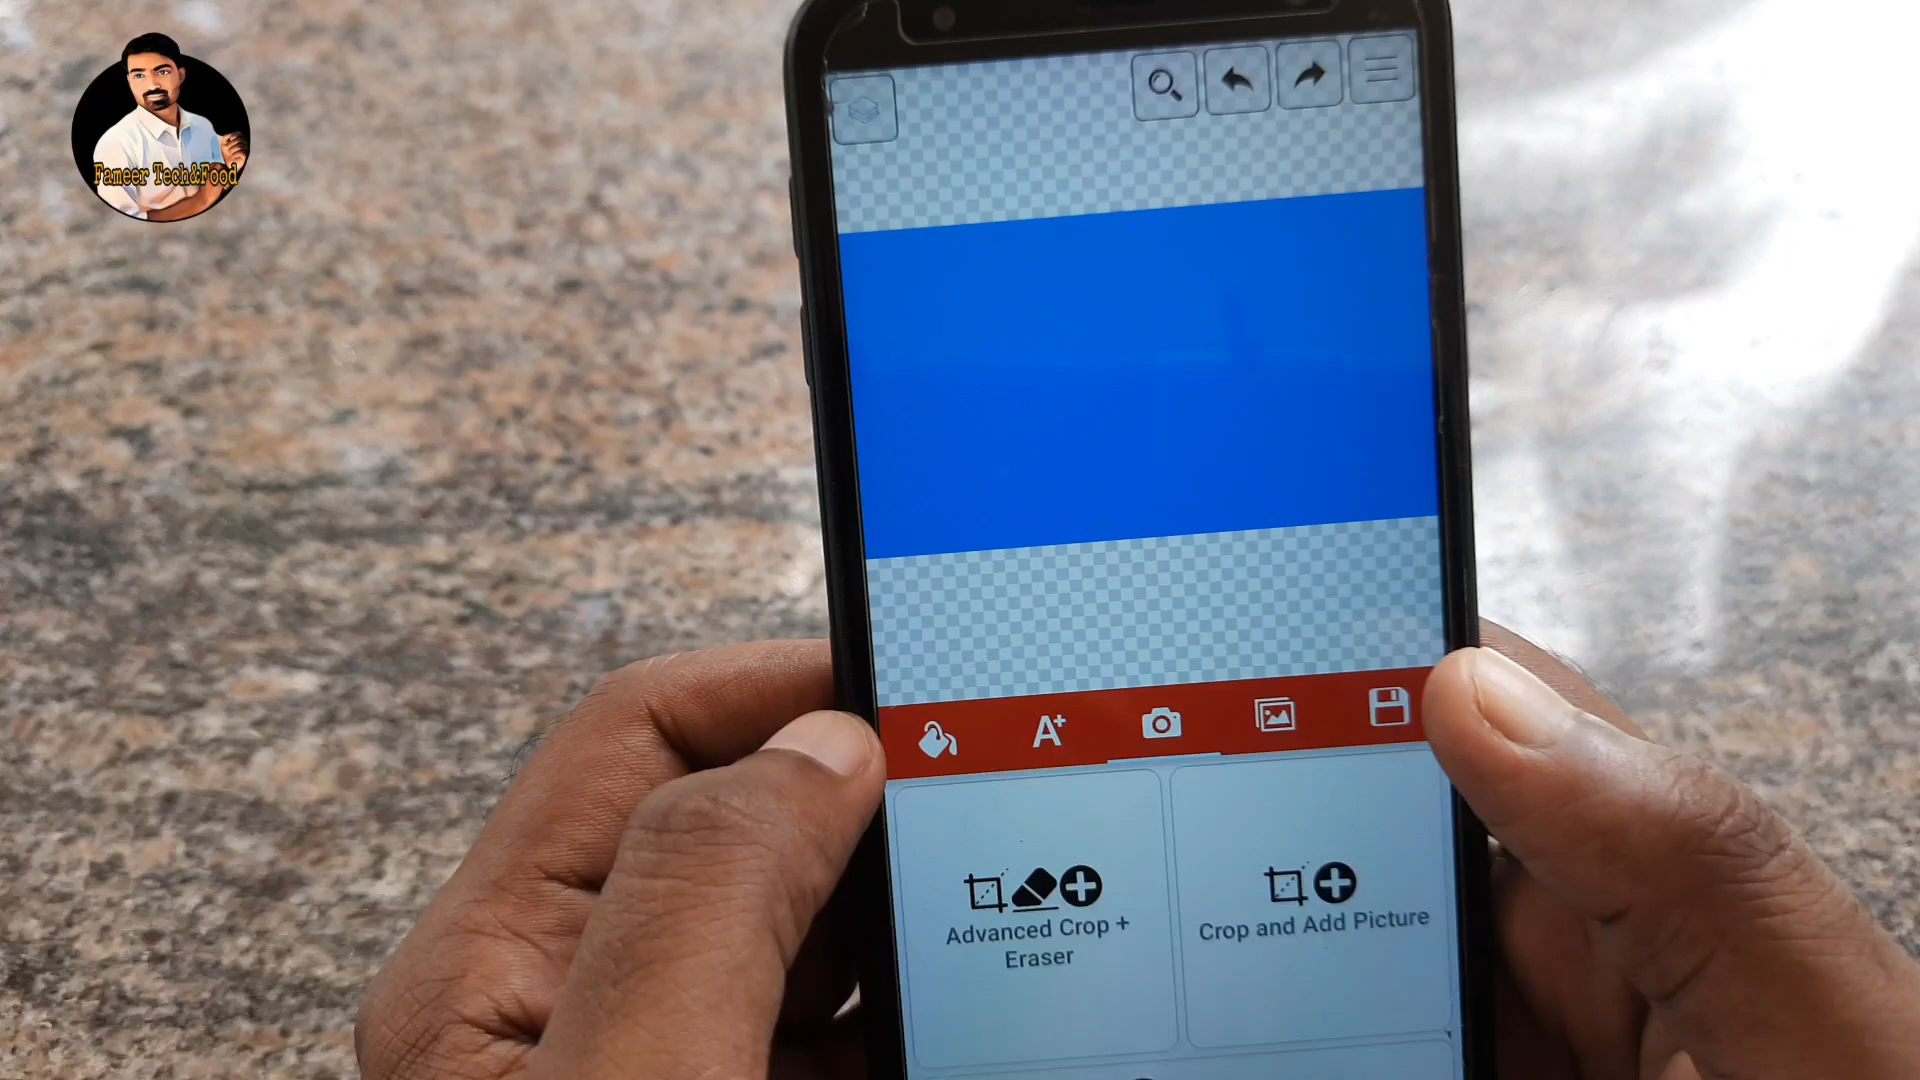 Fameer Tech&Food
A+
Advanced Crop +
Eraser
Crop and Add Picture